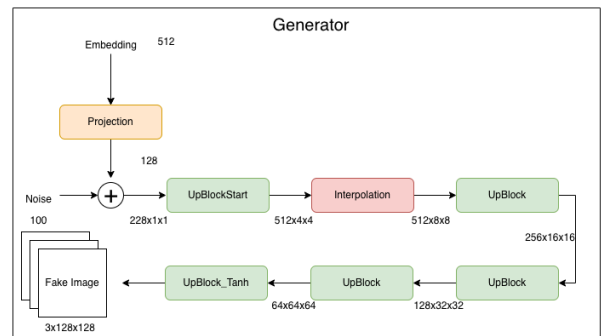 Generator
Embedding 512
Projection
128
+
Noise
100
UpBlockStart
Interpolation
UpBlock
228x1x1
512x4x4
512x8x8
256x16x16
Fake Image
UpBlock_Tanh
UpBlock
UpBlock
64x64x64
128x32x32
3x128x128